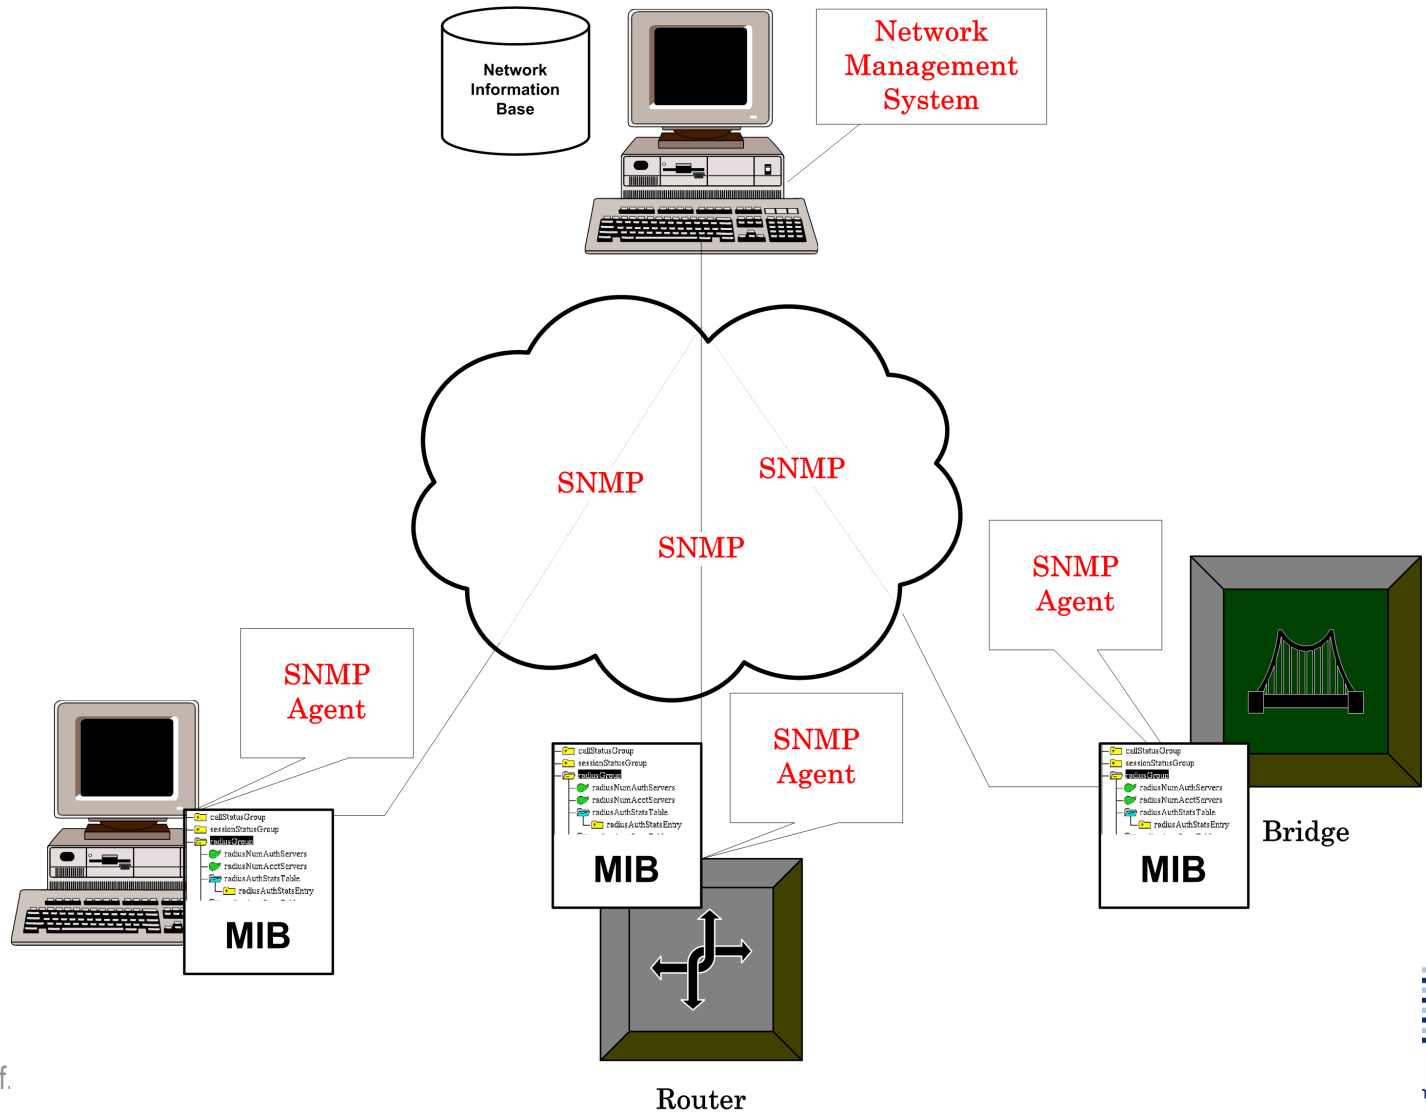 Network
Information
Base
Network
Management
System
SNMP
SNMP
SNMP
SNMP
Agent
SNMP
Agent
SNMP
Agent
callStatusGroup
sessionStatusGroup
radiusGroup
radiusNumAuthServers
radiusNumAcctServers
radiusAuthStatsTable
radiusAuthStatsEntry
MIB
callStatusGroup
sessionStatusGroup
radiusGroup
radiusNumAuthServers
radiusNumAcctServers
radiusAuthStatsTable
radiusAuthStatsEntry
MIB
Bridge
callStatusGroup
sessionStatusGroup
radiusGroup
radiusNumAuthServers
radiusNumAcctServers
radiusAuthStatsTable
radiusAuthStatsEntry
MIB
f.
Router